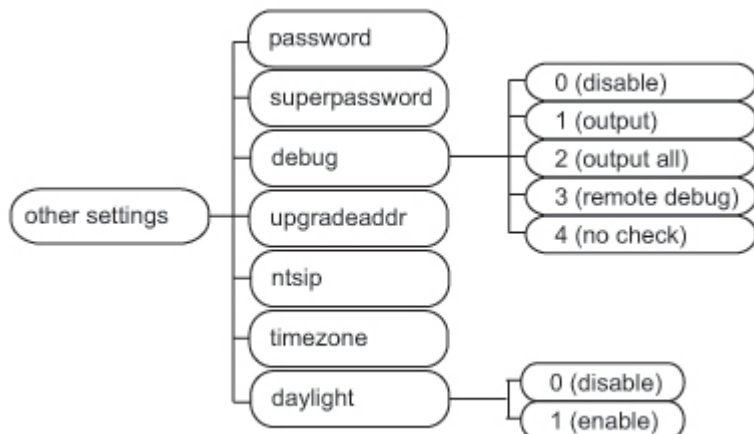 other settings
password
superpassword
debug
0 (disable)
1 (output)
2 (output all)
3 (remote debug)
4 (no check)
upgradeaddr
ntsip
timezone
daylight
0 (disable)
1 (enable)